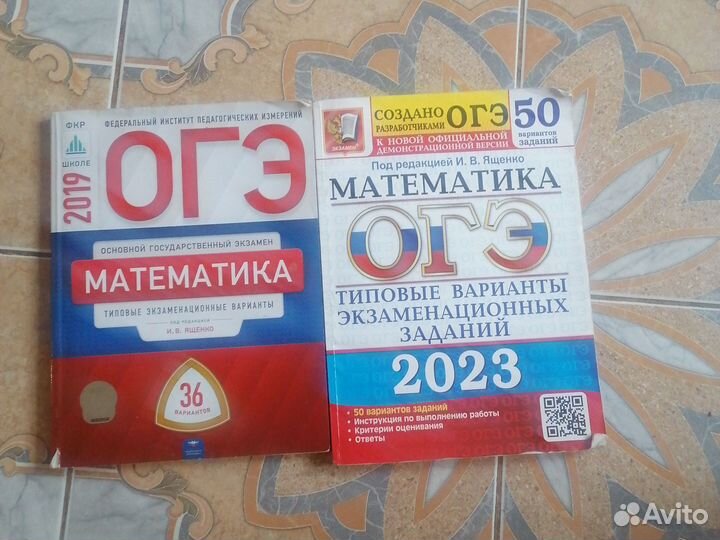 ФЕДЕРАЛЬНЫЙ ИНСТИТУТ ПЕДАГОГИЧЕСКИХ ИЗМЕРЕНИЙ
ФКР
ШКОЛЕ
2019
ОГЭ
ОСНОВНОЙ ГОСУДАРСТВЕННЫЙ ЭКЗАМЕН
МАТЕМАТИКА
ТИПОВЫЕ ЭКЗАМЕНАЦИОННЫЕ ВАРИАНТЫ
ПОД РЕДАКЦИЕЙ
И. В. ЯЩЕНКО
36
ВАРИАНТОВ
ЭКЗАМЕН
СОЗДАНО
РАЗРАБОТЧИКАМИ ОГЭ
К НОВОЙ ОФИЦИАЛЬНОЙ
ДЕМОНСТРАЦИОННОЙ ВЕРСИИ
50
вариантов
заданий
Под редакцией И. В. Ященко
МАТЕМАТИКА
ОГЭ
ТИПОВЫЕ ВАРИАНТЫ
ЭКЗАМЕНАЦИОННЫХ
ЗАДАНИЙ
2023
• 50 вариантов заданий
• Инструкция по выполнению работы
• Критерии оценивания
• Ответы
Avito